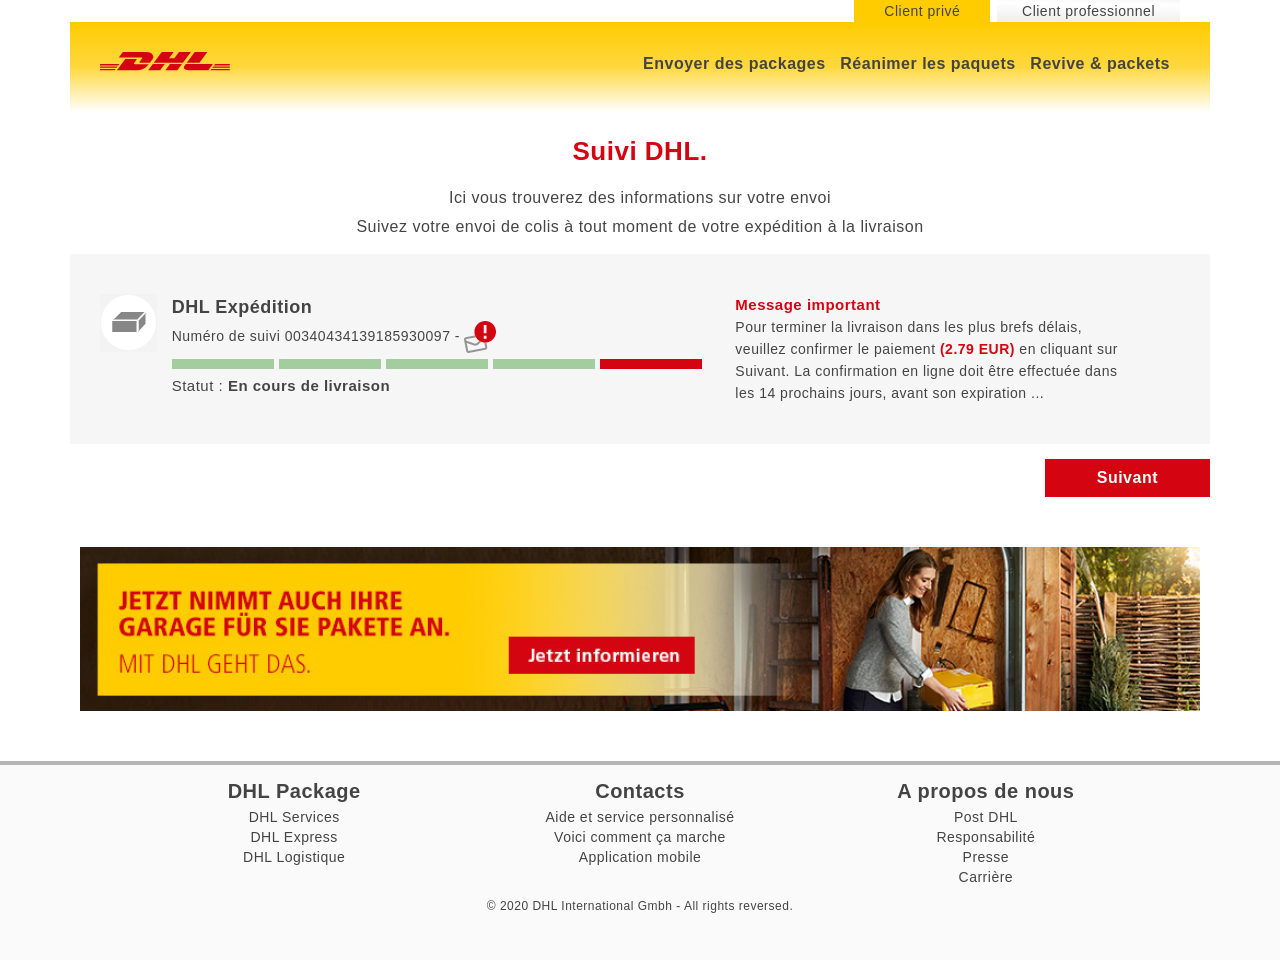 Client privé
Client professionnel
DHL
Envoyer des packages
Réanimer les paquets
Revive & packets
Suivi DHL.
Ici vous trouverez des informations sur votre envoi
Suivez votre envoi de colis à tout moment de votre expédition à la livraison
DHL Expédition
Numéro de suivi 00340434139185930097 -
Statut : En cours de livraison
Message important
Pour terminer la livraison dans les plus brefs délais,
veuillez confirmer le paiement (2.79 EUR) en cliquant sur
Suivant. La confirmation en ligne doit être effectuée dans
les 14 prochains jours, avant son expiration ...
Suivant
JETZT NIMMT AUCH IHRE
GARAGE FÜR SIE PAKETE AN.
MIT DHL GEHT DAS.
Jetzt informieren
DHL Package
DHL Services
DHL Express
DHL Logistique
Contacts
Aide et service personnalisé
Voici comment ça marche
Application mobile
A propos de nous
Post DHL
Responsabilité
Presse
Carrière
© 2020 DHL International Gmbh - All rights reversed.